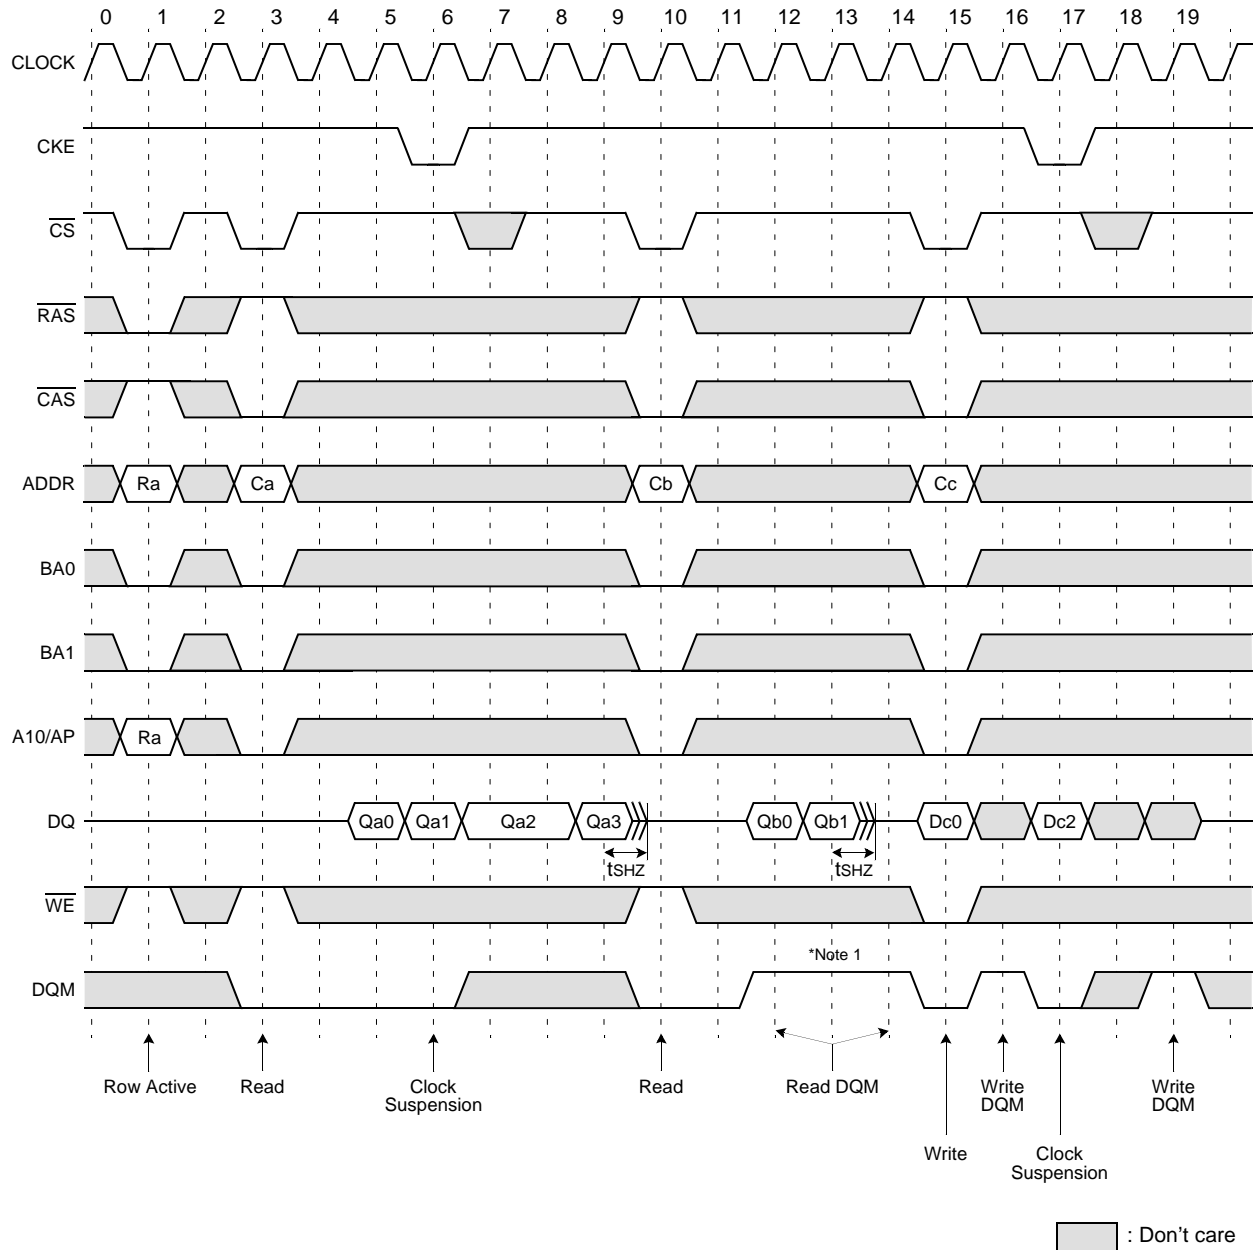 0 1 2 3 4 5 6 7 8 9 10 11 12 13 14 15 16 17 18 19
CLOCK
CKE
CS
RAS
CAS
ADDR Ra Ca Cb Cc
BA0
BA1
A10/AP Ra
DQ Qa0 Qa1 Qa2 Qa3 Qb0 Qb1 Dc0 Dc2
tSHZ tSHZ
WE
*Note 1
DQM
Row Active Read Clock Suspension Read Read DQM Write DQM Write DQM
Write Clock Suspension
: Don't care